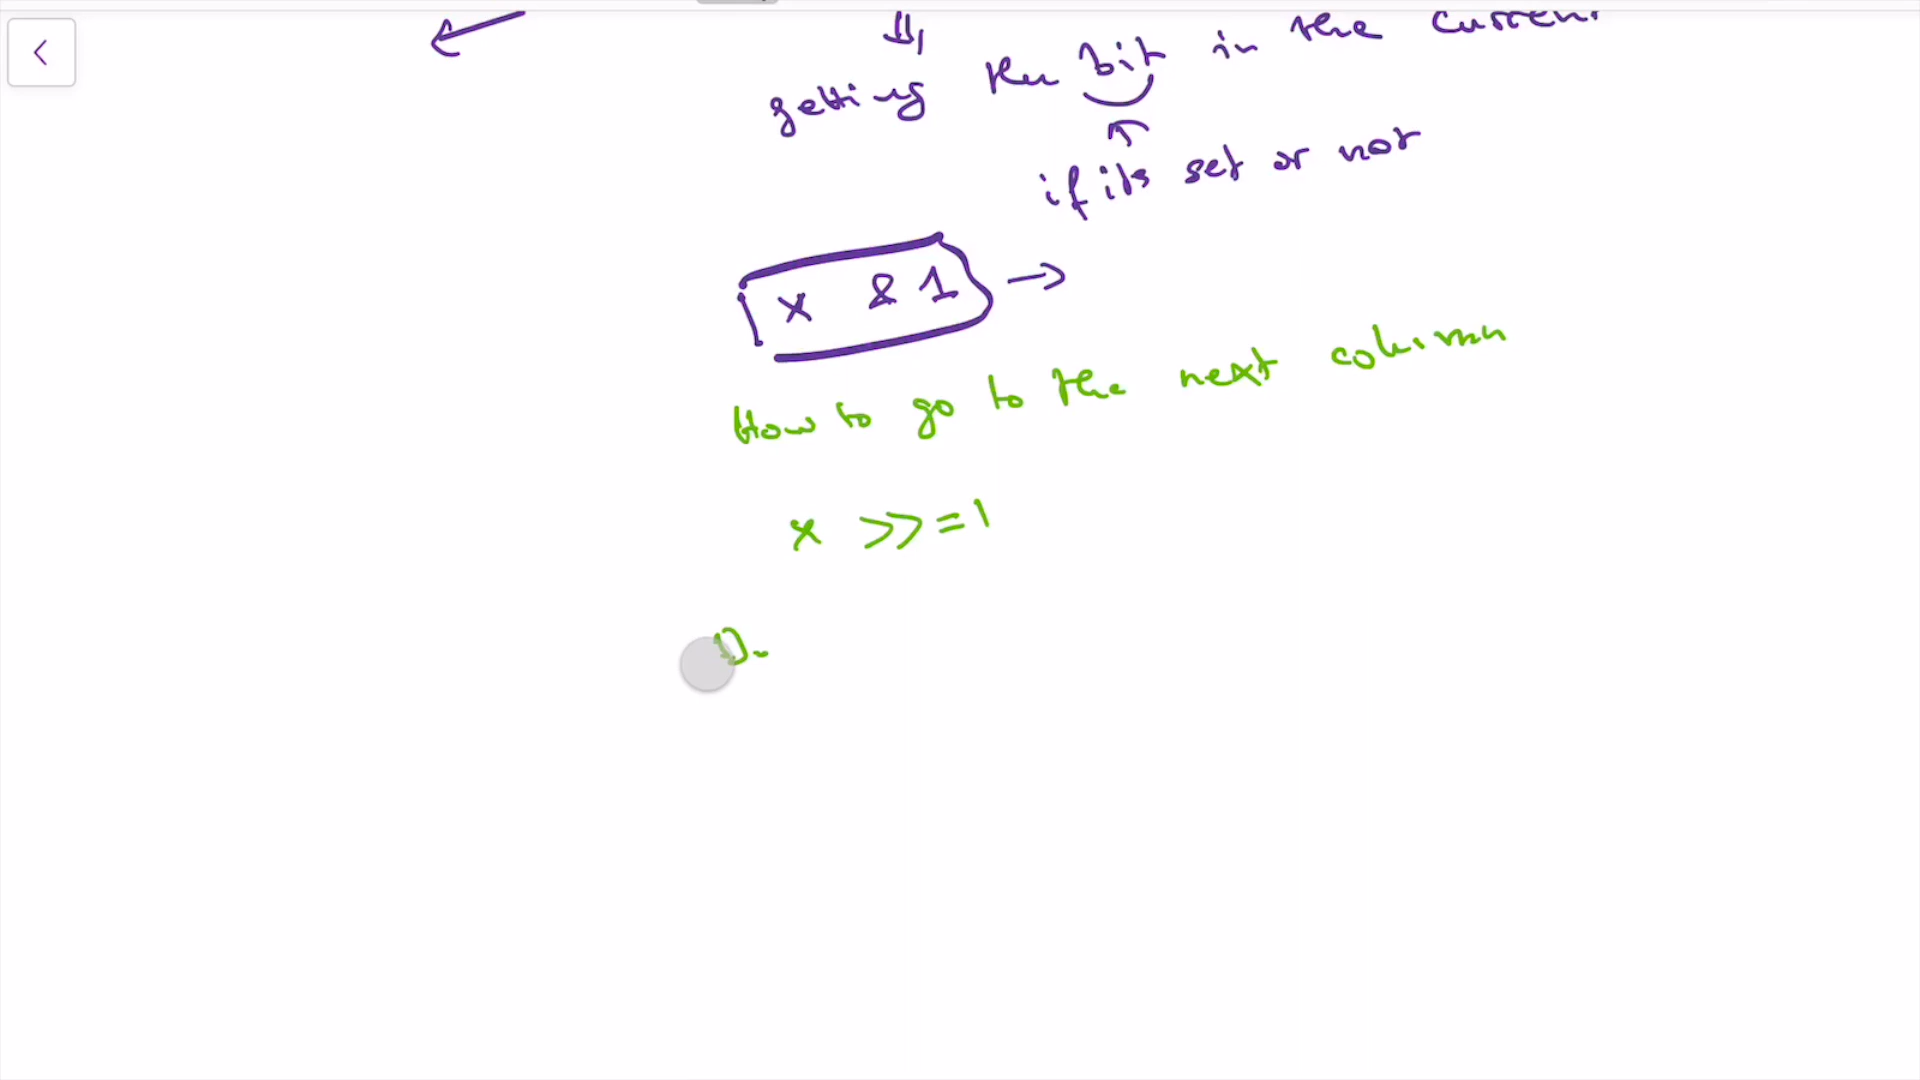 getting the bit in the current
if its set or not
x & 1 →
How to go to the next column
x >>= 1